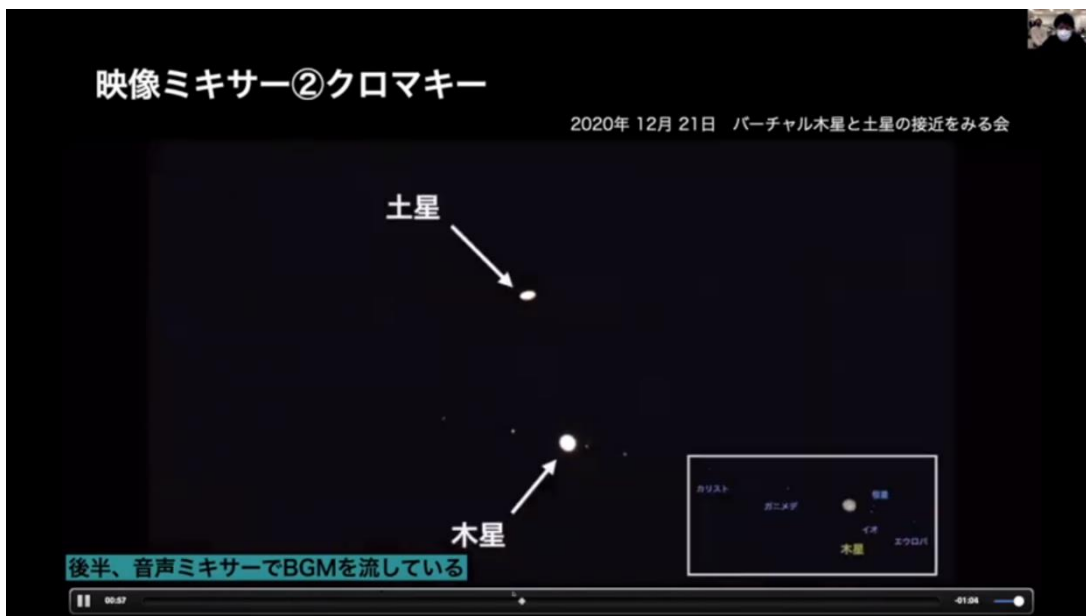 映像ミキサー②クロマキー
2020年 12月 21日　バーチャル木星と土星の接近をみる会
土星
木星
カリスト
ガニメデ
恒星
イオ
エウロパ
木星
後半、音声ミキサーでBGMを流している
00:57
-01:04